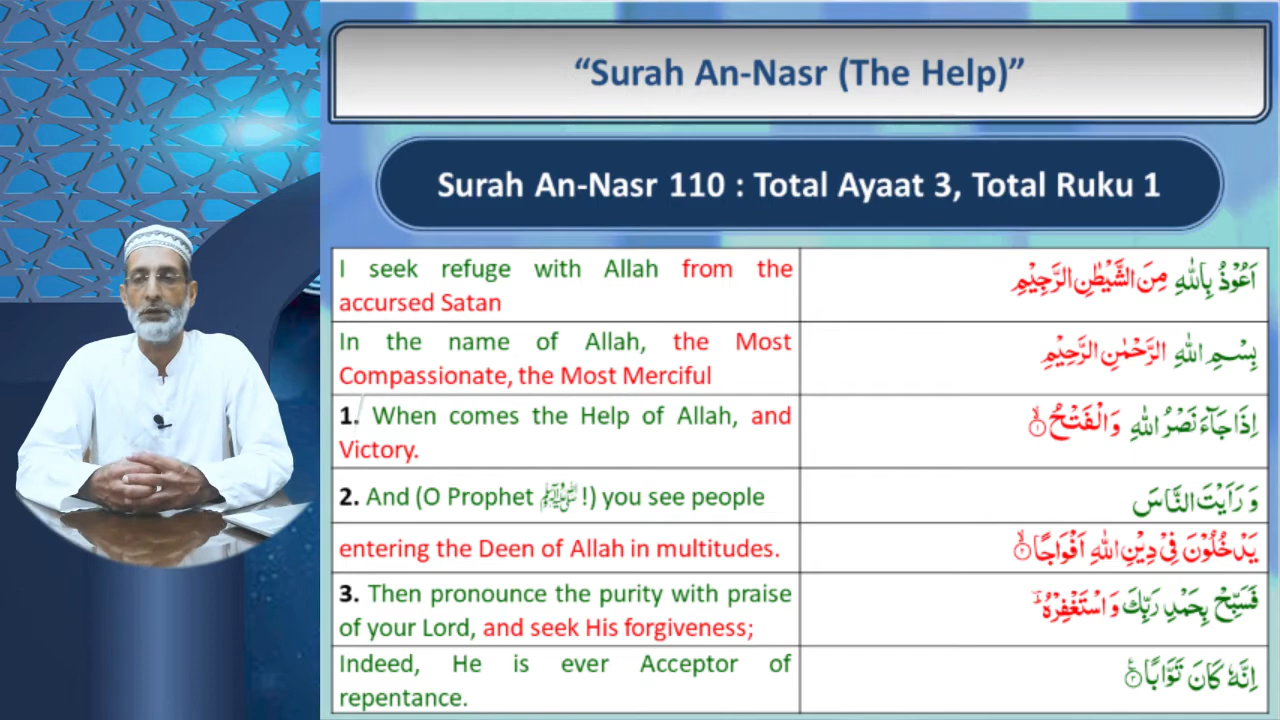 “Surah An-Nasr (The Help)”
Surah An-Nasr 110 : Total Ayaat 3, Total Ruku 1
I seek refuge with Allah from the
accursed Satan
اَعُوْذُ بِاللّٰهِ مِنَ الشَّيْطٰنِ الرَّجِيْمِ
In the name of Allah, the Most
Compassionate, the Most Merciful
بِسْمِ اللّٰهِ الرَّحْمٰنِ الرَّحِيْمِ
1. When comes the Help of Allah, and
Victory.
اِذَا جَآءَ نَصْرُ اللّٰهِ وَالْفَتْحُ ۙ‏﴿۱﴾
2. And (O Prophet ﷺ !) you see people
وَ رَاَيْتَ النَّاسَ
entering the Deen of Allah in multitudes.
يَدْخُلُوْنَ فِىْ دِيْنِ اللّٰهِ اَفْوَاجًا ۙ‏﴿۲﴾
3. Then pronounce the purity with praise
of your Lord, and seek His forgiveness;
فَسَبِّحْ بِحَمْدِ رَبِّكَ وَاسْتَغْفِرْهُ ؕ
Indeed, He is ever Acceptor of
repentance.
اِنَّهٗ كَانَ تَوَّابًا ﴿۳﴾